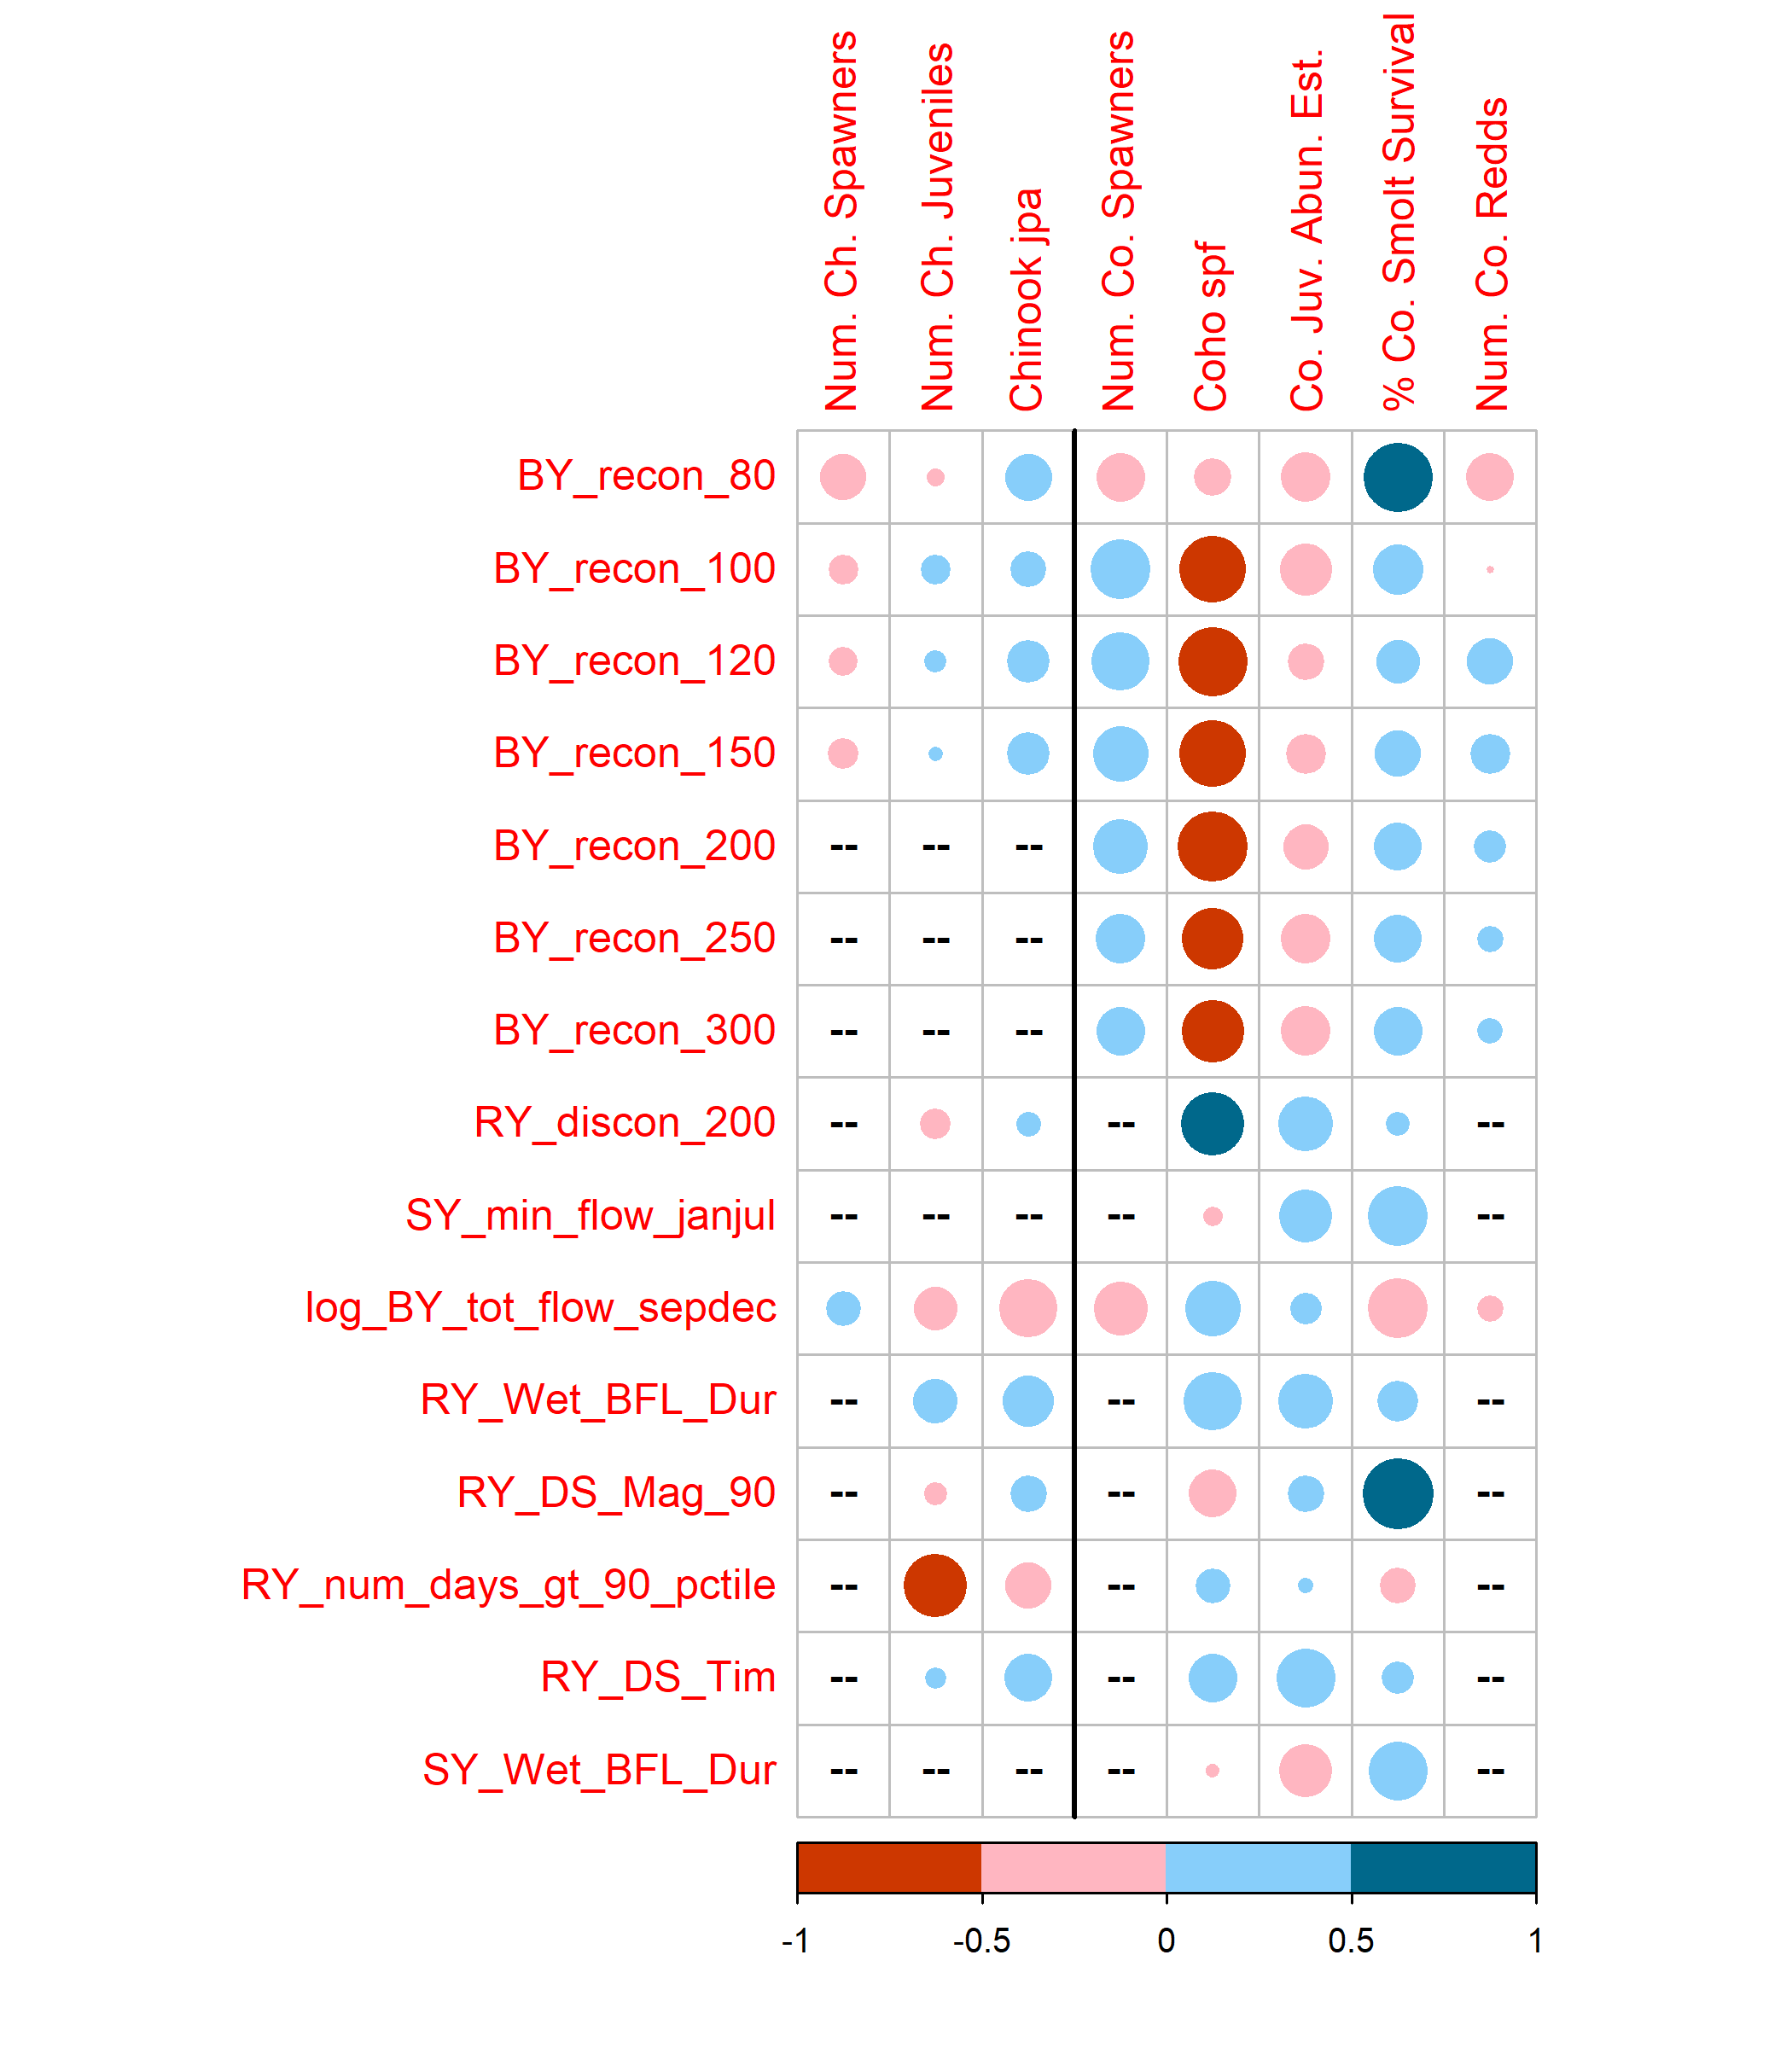 Num. Ch. Spawners
Num. Ch. Juveniles
Chinook jpa
Num. Co. Spawners
Coho spf
Co. Juv. Abun. Est.
% Co. Smolt Survival
Num. Co. Redds
BY_recon_80
BY_recon_100
BY_recon_120
BY_recon_150
BY_recon_200 -- -- --
BY_recon_250 -- -- --
BY_recon_300 -- -- --
RY_discon_200 -- -- --
SY_min_flow_janjul -- -- -- -- --
log_BY_tot_flow_sepdec
RY_Wet_BFL_Dur -- -- --
RY_DS_Mag_90 -- -- --
RY_num_days_gt_90_pctile -- -- --
RY_DS_Tim -- -- --
SY_Wet_BFL_Dur -- -- -- -- --
-1 -0.5 0 0.5 1